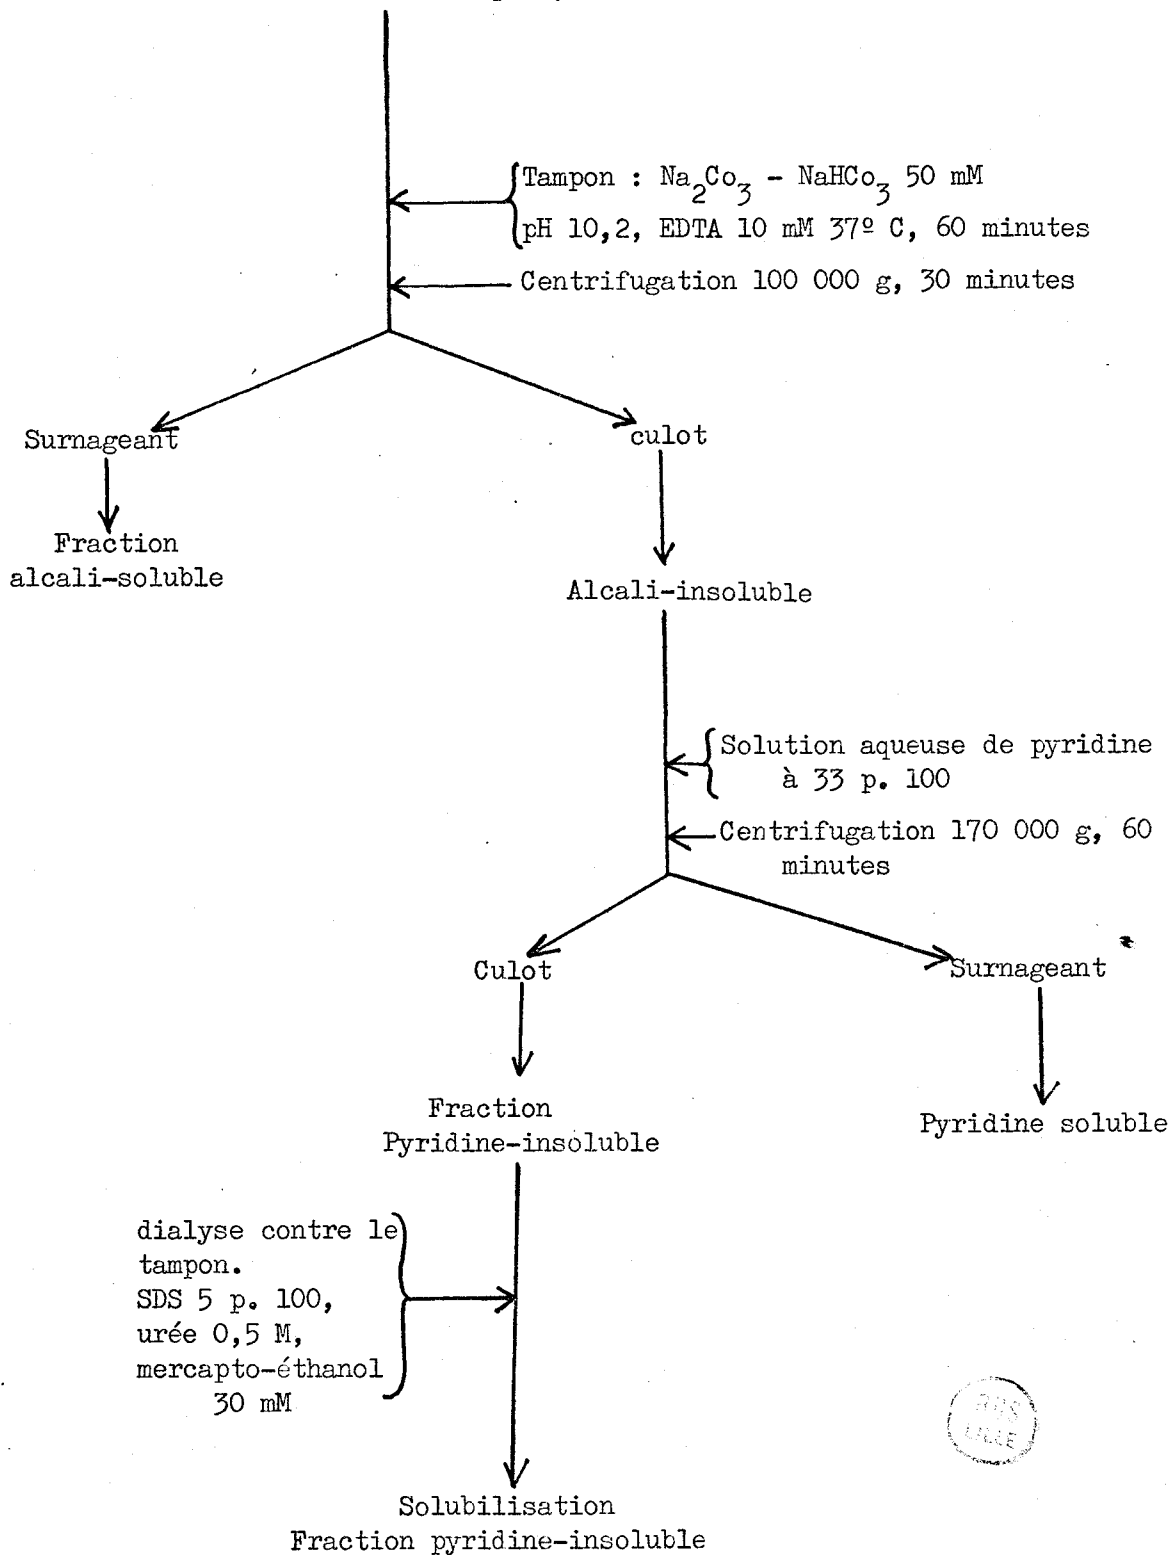 Tampon : Na2Co3 - NaHCo3 50 mM
pH 10,2, EDTA 10 mM 37º C, 60 minutes
Centrifugation 100 000 g, 30 minutes
Surnageant
culot
Fraction
alcali-soluble
Alcali-insoluble
Solution aqueuse de pyridine
à 33 p. 100
Centrifugation 170 000 g, 60
minutes
Culot
Surnageant
Fraction
Pyridine-insoluble
Pyridine soluble
dialyse contre le
tampon.
SDS 5 p. 100,
urée 0,5 M,
mercapto-éthanol
30 mM
LILLE
Solubilisation
Fraction pyridine-insoluble